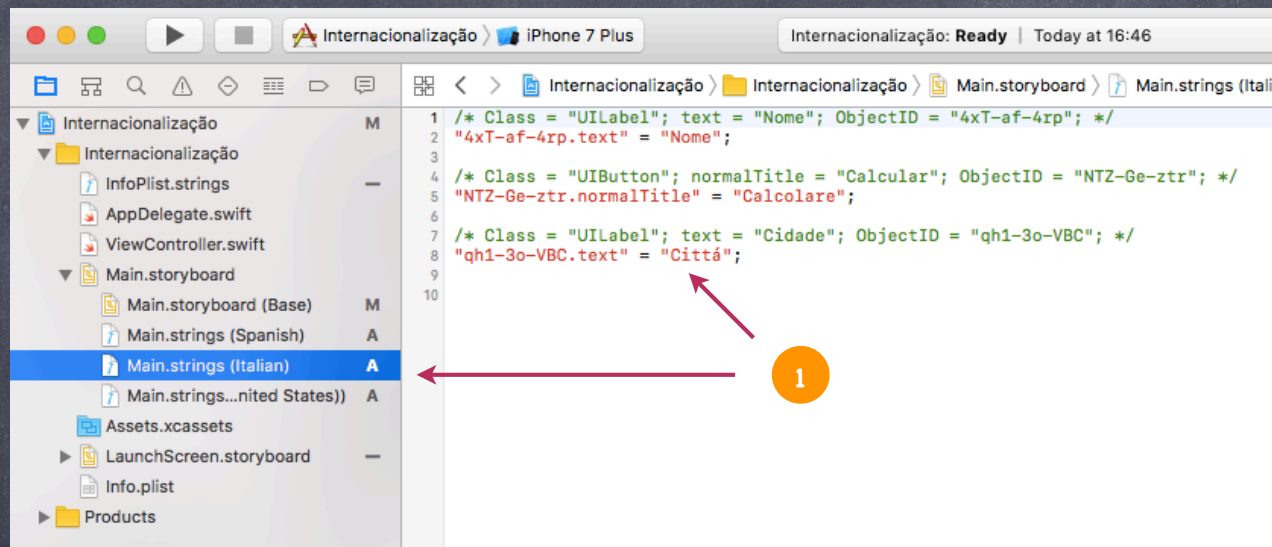 Internacionalização 〉 iPhone 7 Plus
Internacionalização: Ready | Today at 16:46
Internacionalização 〉 Internacionalização 〉 Main.storyboard 〉 Main.strings (Itali
Internacionalização M
Internacionalização
InfoPlist.strings —
AppDelegate.swift
ViewController.swift
Main.storyboard
Main.storyboard (Base) M
Main.strings (Spanish) A
Main.strings (Italian) A
Main.strings...nited States)) A
Assets.xcassets
LaunchScreen.storyboard —
Info.plist
Products
1 /* Class = "UILabel"; text = "Nome"; ObjectID = "4xT-af-4rp"; */
2 "4xT-af-4rp.text" = "Nome";
3
4 /* Class = "UIButton"; normalTitle = "Calcular"; ObjectID = "NTZ-Ge-ztr"; */
5 "NTZ-Ge-ztr.normalTitle" = "Calcolare";
6
7 /* Class = "UILabel"; text = "Cidade"; ObjectID = "qh1-3o-VBC"; */
8 "qh1-3o-VBC.text" = "Cittá";
9
10
1